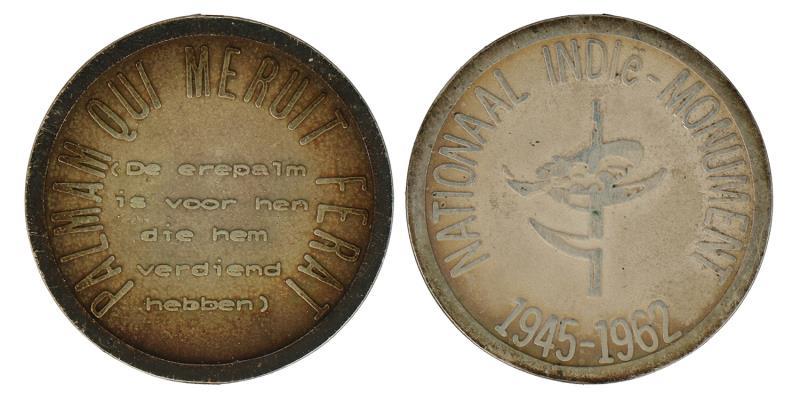 PALMAM QUI MERUIT FERAT
(De erepalm
is voor hen
die hem
verdiend
hebben)
NATIONAAL INDIë-MONUMENT
1945-1962